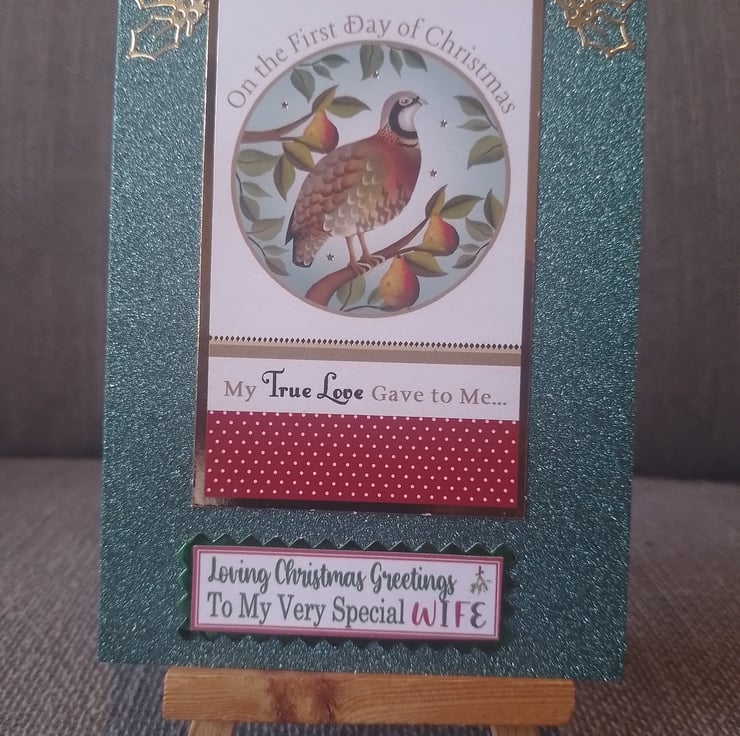 On the First Day of Christmas
My True Love Gave to Me...
Loving Christmas Greetings
To My Very Special WIFE